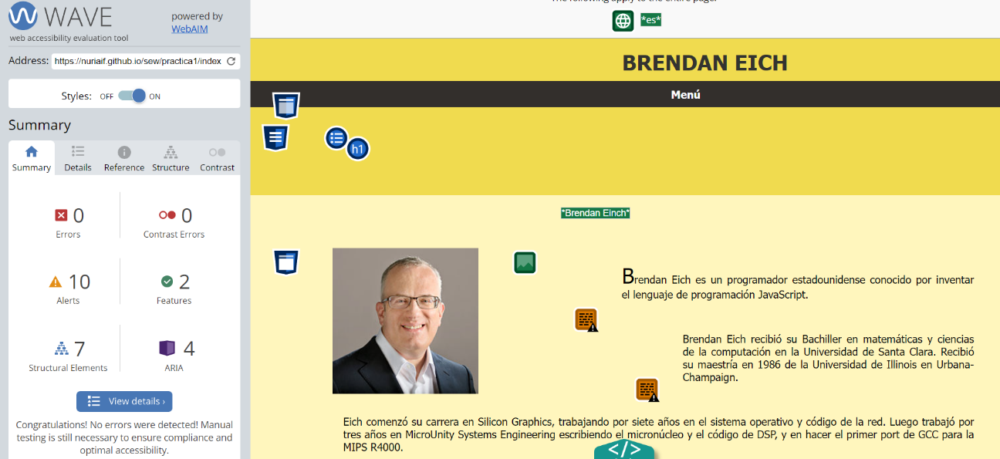 The following apply to the entire page:
WAVE
web accessibility evaluation tool
powered by
WebAIM
Address: https://nuriaif.github.io/sew/practica1/index
Styles: OFF ON
Summary
Summary Details Reference Structure Contrast
0
Errors
0
Contrast Errors
10
Alerts
2
Features
7
Structural Elements
4
ARIA
View details ›
Congratulations! No errors were detected! Manual
testing is still necessary to ensure compliance and
optimal accessibility.
*es*
BRENDAN EICH
Menú
h1
*Brendan Einch*
Brendan Eich es un programador estadounidense conocido por inventar
el lenguaje de programación JavaScript.
Brendan Eich recibió su Bachiller en matemáticas y ciencias
de la computación en la Universidad de Santa Clara. Recibió
su maestría en 1986 de la Universidad de Illinois en Urbana-
Champaign.
Eich comenzó su carrera en Silicon Graphics, trabajando por siete años en el sistema operativo y código de la red. Luego trabajó por
tres años en MicroUnity Systems Engineering escribiendo el micronúcleo y el código de DSP, y en hacer el primer port de GCC para la
MIPS R4000.
</>